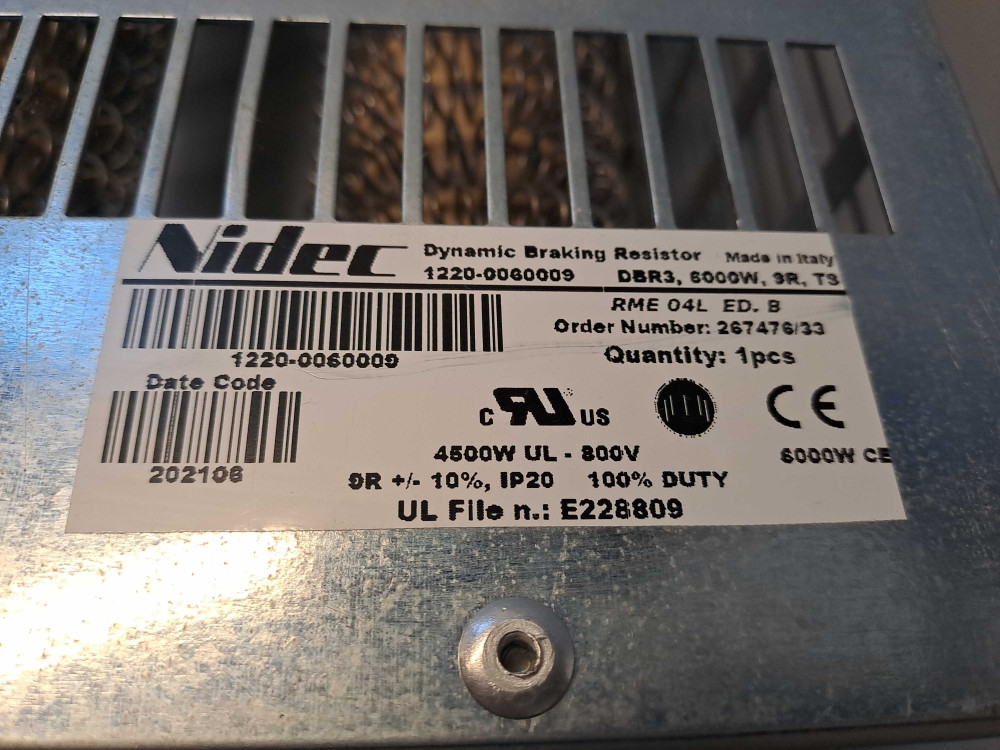 Nidec
Dynamic Braking Resistor Made in Italy
1220-0060009 DBR3, 6000W, 9R, TS
RME 04L ED. B
Order Number: 267476/33
1220-0060009
Quantity: 1pcs
Date Code
C RU US CE
202106
4500W UL - 800V 6000W CE
9R +/- 10%, IP20 100% DUTY
UL File n.: E228809